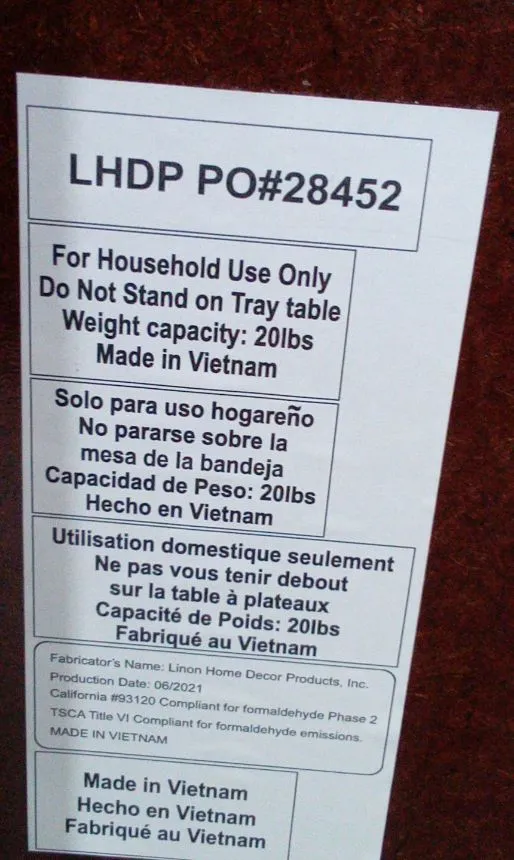 LHDP PO#28452
For Household Use Only
Do Not Stand on Tray table
Weight capacity: 20lbs
Made in Vietnam
Solo para uso hogareño
No pararse sobre la
mesa de la bandeja
Capacidad de Peso: 20lbs
Hecho en Vietnam
Utilisation domestique seulement
Ne pas vous tenir debout
sur la table à plateaux
Capacité de Poids: 20lbs
Fabriqué au Vietnam
Fabricator's Name: Linon Home Decor Products, Inc.
Production Date: 06/2021
California #93120 Compliant for formaldehyde Phase 2
TSCA Title VI Compliant for formaldehyde emissions.
MADE IN VIETNAM
Made in Vietnam
Hecho en Vietnam
Fabriqué au Vietnam